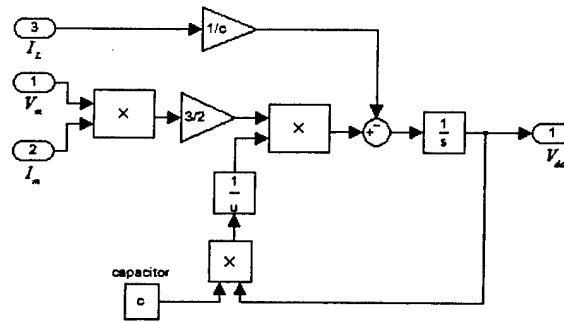 3
I_L
1/c
1
V_m
×
3/2
×
+ -
1/s
1
V_dc
2
I_m
1/u
×
capacitor
c